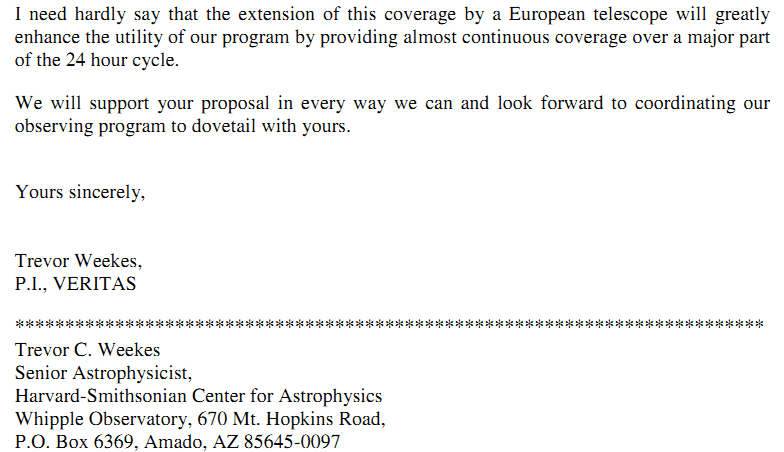 I need hardly say that the extension of this coverage by a European telescope will greatly
enhance the utility of our program by providing almost continuous coverage over a major part
of the 24 hour cycle.
We will support your proposal in every way we can and look forward to coordinating our
observing program to dovetail with yours.
Yours sincerely,
Trevor Weekes,
P.I., VERITAS
***************************************************************************
Trevor C. Weekes
Senior Astrophysicist,
Harvard-Smithsonian Center for Astrophysics
Whipple Observatory, 670 Mt. Hopkins Road,
P.O. Box 6369, Amado, AZ 85645-0097